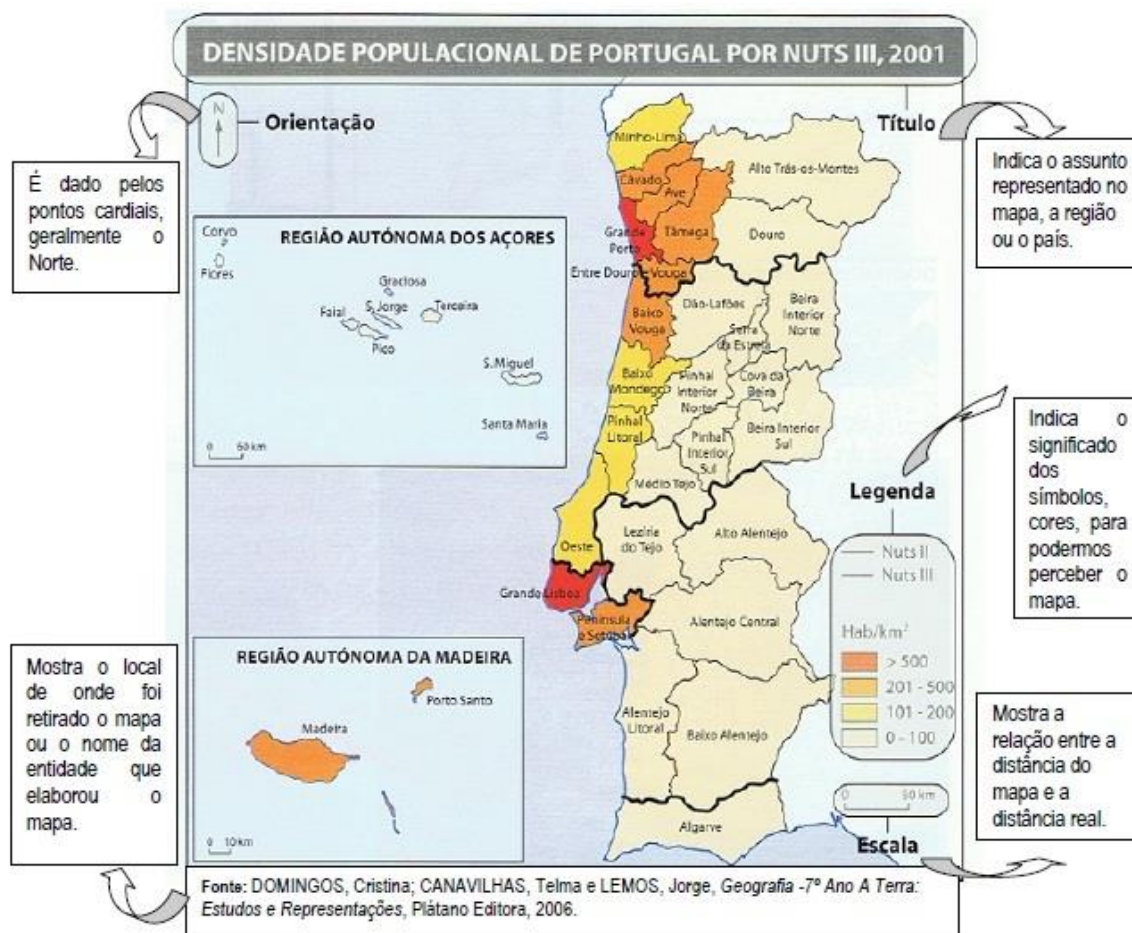 DENSIDADE POPULACIONAL DE PORTUGAL POR NUTS III, 2001
N
Orientação
Título
É dado pelos
pontos cardiais,
geralmente o
Norte.
Indica o assunto
representado no
mapa, a região
ou o país.
Minho-Lima
Alto Trás-os-Montes
Cávado
Ave
Grande
Porto
Tâmega
Douro
Entre Douro e Vouga
Baixo
Vouga
Dão-Lafões
Beira
Interior
Norte
Serra
da Estrela
Baixo
Mondego
Pinhal
Interior
Norte
Cova da
Beira
Pinhal
Litoral
Pinhal
Interior
Sul
Beira Interior
Sul
Médio Tejo
Oeste
Lezíria
do Tejo
Alto Alentejo
Grande Lisboa
Península
e Setúbal
Alentejo Central
Alentejo
Litoral
Baixo Alentejo
Algarve
REGIÃO AUTÓNOMA DOS AÇORES
Corvo
Flores
Graciosa
S. Jorge
Terceira
Faial
Pico
S. Miguel
Santa Maria
0 60 km
REGIÃO AUTÓNOMA DA MADEIRA
Porto Santo
Madeira
0 10 km
Indica o
significado
dos
símbolos,
cores, para
podermos
perceber o
mapa.
Legenda
Nuts II
Nuts III
Hab/km²
> 500
201 - 500
101 - 200
0 - 100
0 50 km
Escala
Mostra o local
de onde foi
retirado o mapa
ou o nome da
entidade que
elaborou o
mapa.
Mostra a
relação entre a
distância do
mapa e a
distância real.
Fonte: DOMINGOS, Cristina; CANAVILHAS, Telma e LEMOS, Jorge, Geografia -7º Ano A Terra:
Estudos e Representações, Plátano Editora, 2006.